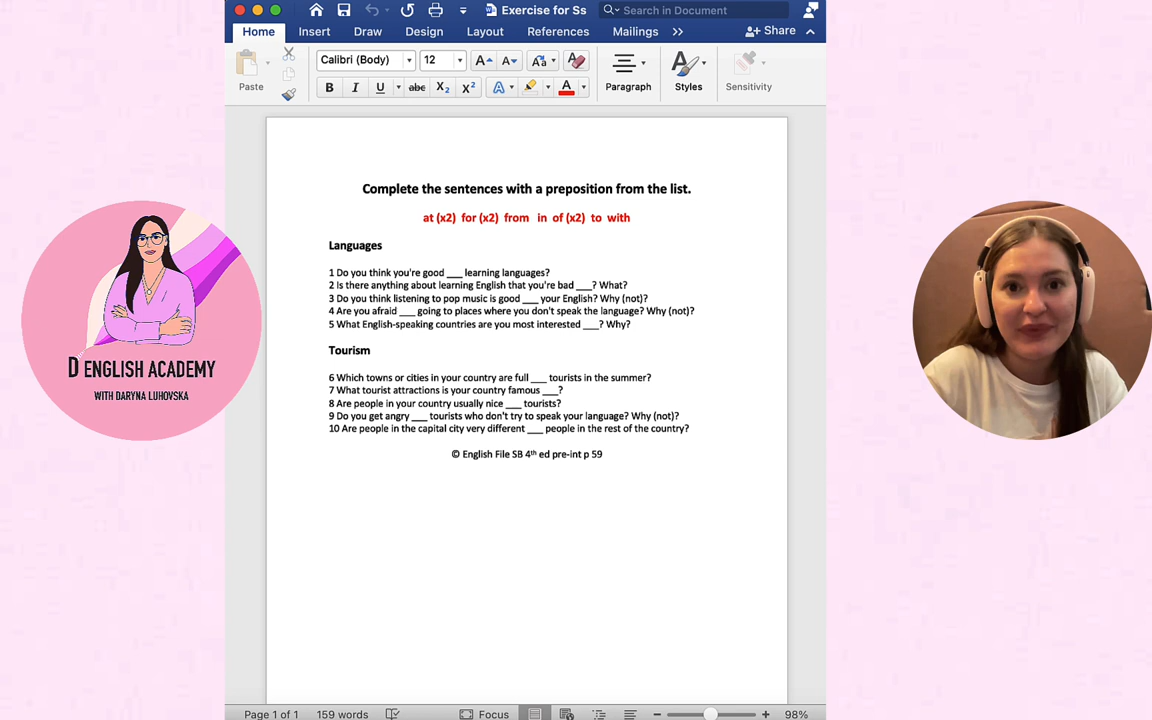 Exercise for Ss
Search in Document
Home Insert Draw Design Layout References Mailings Share
Calibri (Body) 12
Paste Paragraph Styles Sensitivity
Complete the sentences with a preposition from the list.
at (x2) for (x2) from in of (x2) to with
Languages
1 Do you think you're good ___ learning languages?
2 Is there anything about learning English that you're bad ___? What?
3 Do you think listening to pop music is good ___ your English? Why (not)?
4 Are you afraid ___ going to places where you don't speak the language? Why (not)?
5 What English-speaking countries are you most interested ___? Why?
Tourism
6 Which towns or cities in your country are full ___ tourists in the summer?
7 What tourist attractions is your country famous ___?
8 Are people in your country usually nice ___ tourists?
9 Do you get angry ___ tourists who don't try to speak your language? Why (not)?
10 Are people in the capital city very different ___ people in the rest of the country?
© English File SB 4th ed pre-int p 59
Page 1 of 1 159 words Focus 98%
D ENGLISH ACADEMY
WITH DARYNA LUHOVSKA